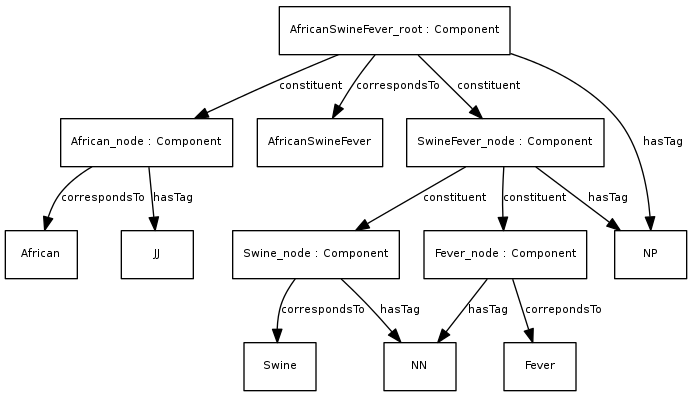 AfricanSwineFever_root : Component
constituent
correspondsTo
constituent
hasTag
African_node : Component
AfricanSwineFever
SwineFever_node : Component
correspondsTo
hasTag
constituent
constituent
hasTag
African
JJ
Swine_node : Component
Fever_node : Component
NP
correspondsTo
hasTag
hasTag
correpondsTo
Swine
NN
Fever